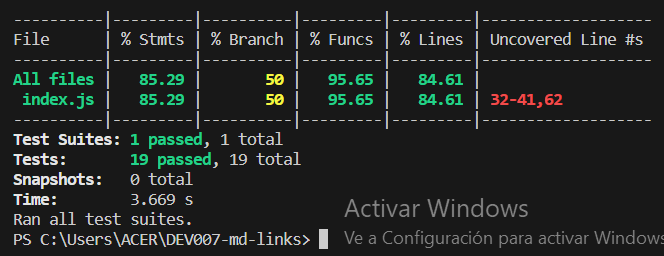 ----------|---------|----------|---------|---------|-------------------
File      | % Stmts | % Branch | % Funcs | % Lines | Uncovered Line #s
----------|---------|----------|---------|---------|-------------------
All files |   85.29 |       50 |   95.65 |   84.61 |
 index.js |   85.29 |       50 |   95.65 |   84.61 | 32-41,62
----------|---------|----------|---------|---------|-------------------
Test Suites: 1 passed, 1 total
Tests:       19 passed, 19 total
Snapshots:   0 total
Time:        3.669 s
Ran all test suites.
Activar Windows
PS C:\Users\ACER\DEV007-md-links>
Ve a Configuración para activar Windows